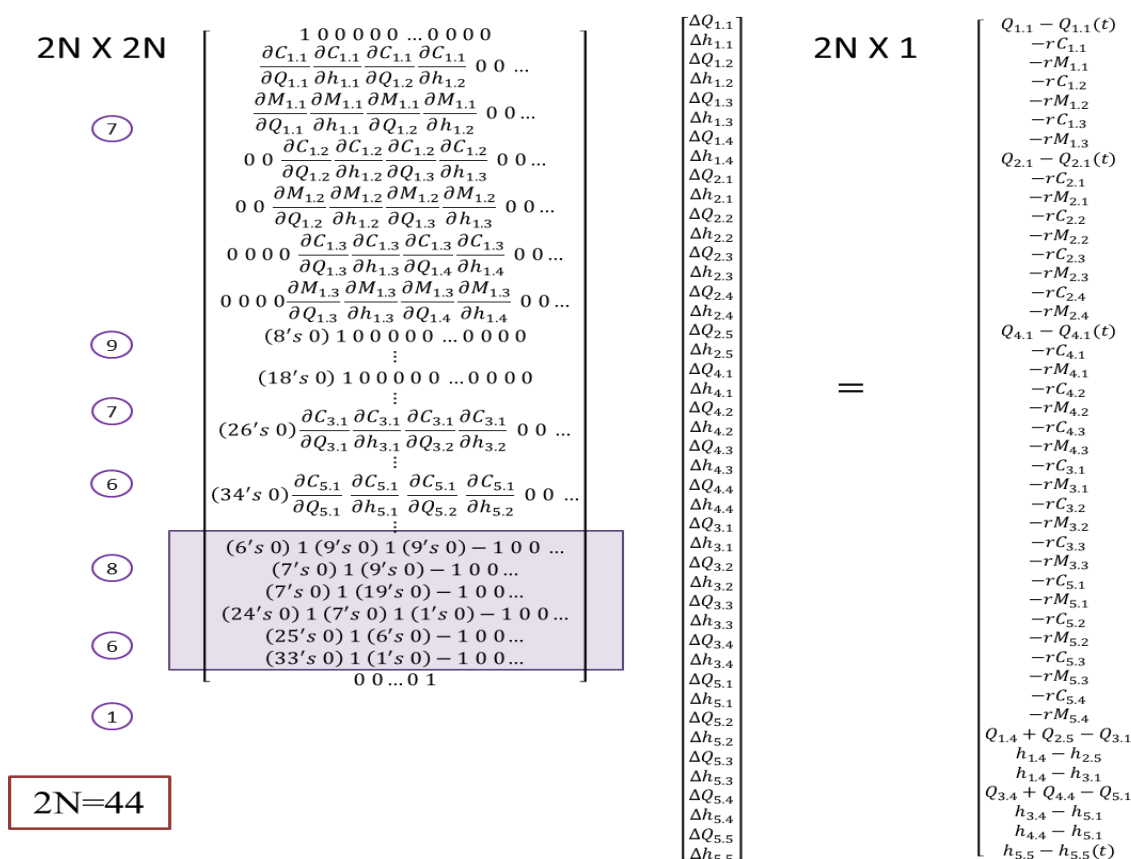 2N X 2N
1 0 0 0 0 0 … 0 0 0 0
∂C₁.₁/∂Q₁.₁ ∂C₁.₁/∂h₁.₁ ∂C₁.₁/∂Q₁.₂ ∂C₁.₁/∂h₁.₂ 0 0 …
∂M₁.₁/∂Q₁.₁ ∂M₁.₁/∂h₁.₁ ∂M₁.₁/∂Q₁.₂ ∂M₁.₁/∂h₁.₂ 0 0 …
0 0 ∂C₁.₂/∂Q₁.₂ ∂C₁.₂/∂h₁.₂ ∂C₁.₂/∂Q₁.₃ ∂C₁.₂/∂h₁.₃ 0 0 …
0 0 ∂M₁.₂/∂Q₁.₂ ∂M₁.₂/∂h₁.₂ ∂M₁.₂/∂Q₁.₃ ∂M₁.₂/∂h₁.₃ 0 0 …
0 0 0 0 ∂C₁.₃/∂Q₁.₃ ∂C₁.₃/∂h₁.₃ ∂C₁.₃/∂Q₁.₄ ∂C₁.₃/∂h₁.₄ 0 0 …
0 0 0 0 ∂M₁.₃/∂Q₁.₃ ∂M₁.₃/∂h₁.₃ ∂M₁.₃/∂Q₁.₄ ∂M₁.₃/∂h₁.₄ 0 0 …
(8's 0) 1 0 0 0 0 0 … 0 0 0 0
⋮
(18's 0) 1 0 0 0 0 0 … 0 0 0 0
⋮
(26's 0) ∂C₃.₁/∂Q₃.₁ ∂C₃.₁/∂h₃.₁ ∂C₃.₁/∂Q₃.₂ ∂C₃.₁/∂h₃.₂ 0 0 …
⋮
(34's 0) ∂C₅.₁/∂Q₅.₁ ∂C₅.₁/∂h₅.₁ ∂C₅.₁/∂Q₅.₂ ∂C₅.₁/∂h₅.₂ 0 0 …
⋮
(6's 0) 1 (9's 0) 1 (9's 0) − 1 0 0 …
(7's 0) 1 (9's 0) − 1 0 0 …
(7's 0) 1 (19's 0) − 1 0 0 …
(24's 0) 1 (7's 0) 1 (1's 0) − 1 0 0 …
(25's 0) 1 (6's 0) − 1 0 0 …
(33's 0) 1 (1's 0) − 1 0 0 …
0 0 … 0 1
7
9
7
6
8
6
1
2N=44
ΔQ₁.₁
Δh₁.₁
ΔQ₁.₂
Δh₁.₂
ΔQ₁.₃
Δh₁.₃
ΔQ₁.₄
Δh₁.₄
ΔQ₂.₁
Δh₂.₁
ΔQ₂.₂
Δh₂.₂
ΔQ₂.₃
Δh₂.₃
ΔQ₂.₄
Δh₂.₄
ΔQ₂.₅
Δh₂.₅
ΔQ₄.₁
Δh₄.₁
ΔQ₄.₂
Δh₄.₂
ΔQ₄.₃
Δh₄.₃
ΔQ₄.₄
Δh₄.₄
ΔQ₃.₁
Δh₃.₁
ΔQ₃.₂
Δh₃.₂
ΔQ₃.₃
Δh₃.₃
ΔQ₃.₄
Δh₃.₄
ΔQ₅.₁
Δh₅.₁
ΔQ₅.₂
Δh₅.₂
ΔQ₅.₃
Δh₅.₃
ΔQ₅.₄
Δh₅.₄
ΔQ₅.₅
Δh₅.₅
2N X 1
=
Q₁.₁ − Q₁.₁(t)
−rC₁.₁
−rM₁.₁
−rC₁.₂
−rM₁.₂
−rC₁.₃
−rM₁.₃
Q₂.₁ − Q₂.₁(t)
−rC₂.₁
−rM₂.₁
−rC₂.₂
−rM₂.₂
−rC₂.₃
−rM₂.₃
−rC₂.₄
−rM₂.₄
Q₄.₁ − Q₄.₁(t)
−rC₄.₁
−rM₄.₁
−rC₄.₂
−rM₄.₂
−rC₄.₃
−rM₄.₃
−rC₃.₁
−rM₃.₁
−rC₃.₂
−rM₃.₂
−rC₃.₃
−rM₃.₃
−rC₅.₁
−rM₅.₁
−rC₅.₂
−rM₅.₂
−rC₅.₃
−rM₅.₃
−rC₅.₄
−rM₅.₄
Q₁.₄ + Q₂.₅ − Q₃.₁
h₁.₄ − h₂.₅
h₁.₄ − h₃.₁
Q₃.₄ + Q₄.₄ − Q₅.₁
h₃.₄ − h₅.₁
h₄.₄ − h₅.₁
h₅.₅ − h₅.₅(t)